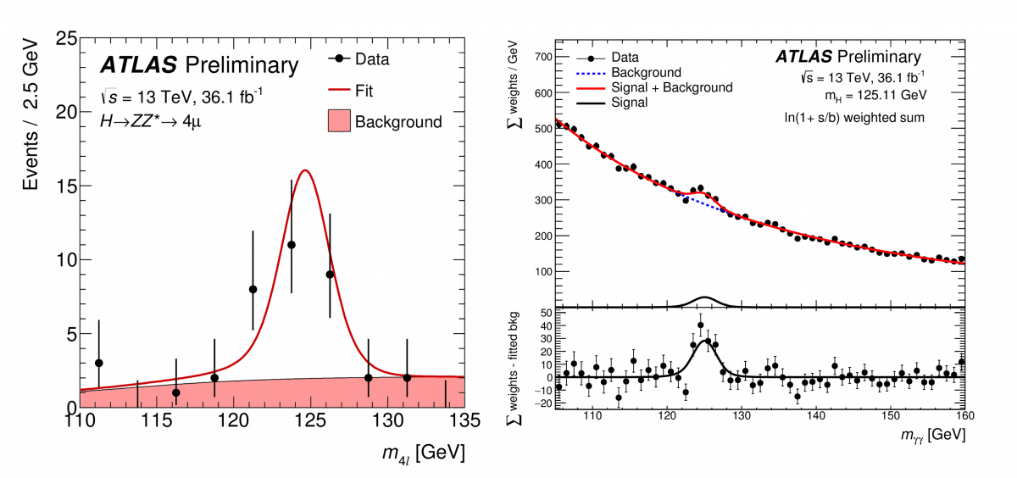 ATLAS Preliminary
√s = 13 TeV, 36.1 fb⁻¹
H→ZZ*→ 4μ
Data
Fit
Background
Events / 2.5 GeV
25
20
15
10
5
0
110 115 120 125 130 135
m4l [GeV]
Data
Background
Signal + Background
Signal
ATLAS Preliminary
√s = 13 TeV, 36.1 fb⁻¹
mH = 125.11 GeV
ln(1+ s/b) weighted sum
Σ weights / GeV
700
600
500
400
300
200
100
Σ weights - fitted bkg
50
40
30
20
10
0
−10
−20
110 120 130 140 150 160
mγγ [GeV]